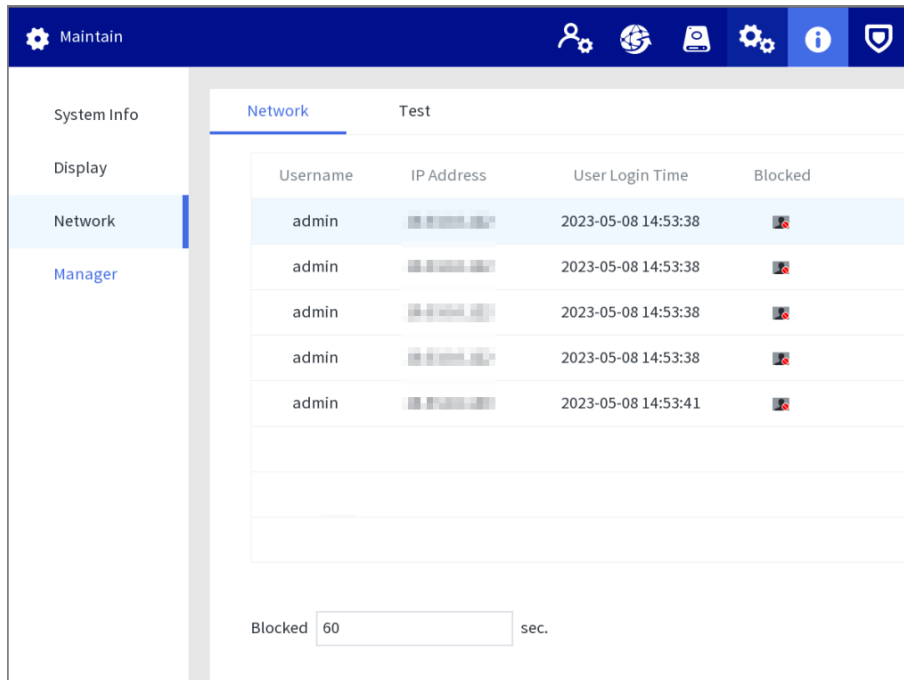 Maintain
System Info
Display
Network
Manager
Network Test
Username IP Address User Login Time Blocked
admin 2023-05-08 14:53:38
admin 2023-05-08 14:53:38
admin 2023-05-08 14:53:38
admin 2023-05-08 14:53:38
admin 2023-05-08 14:53:41
Blocked 60 sec.